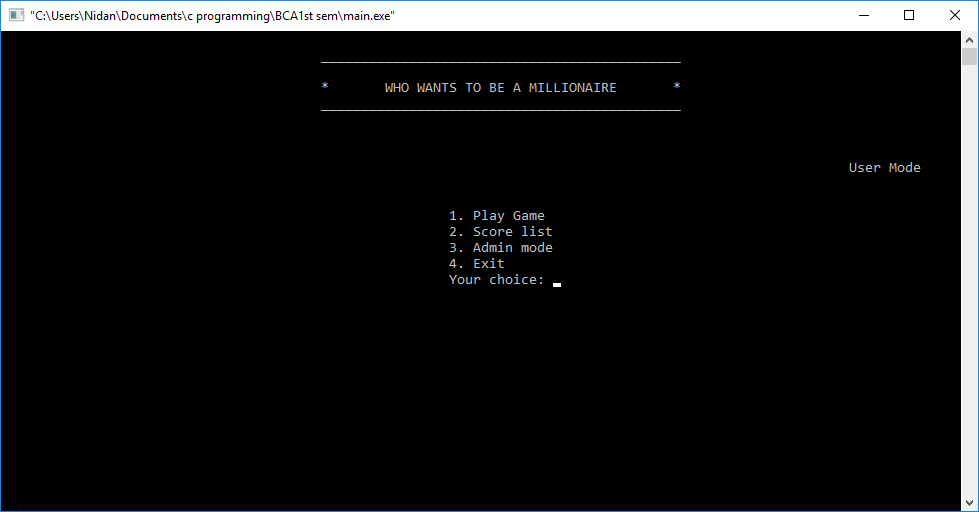 "C:\Users\Nidan\Documents\c programming\BCA1st sem\main.exe"
* WHO WANTS TO BE A MILLIONAIRE *
User Mode
1. Play Game
2. Score list
3. Admin mode
4. Exit
Your choice: